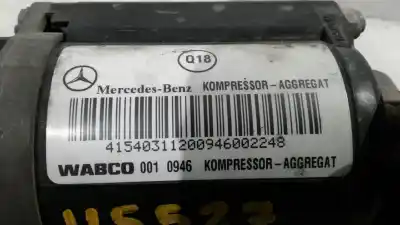 Q18
Mercedes-Benz KOMPRESSOR-AGGREGAT
41540311200946002248
WABCO 001 0946 KOMPRESSOR-AGGREGAT